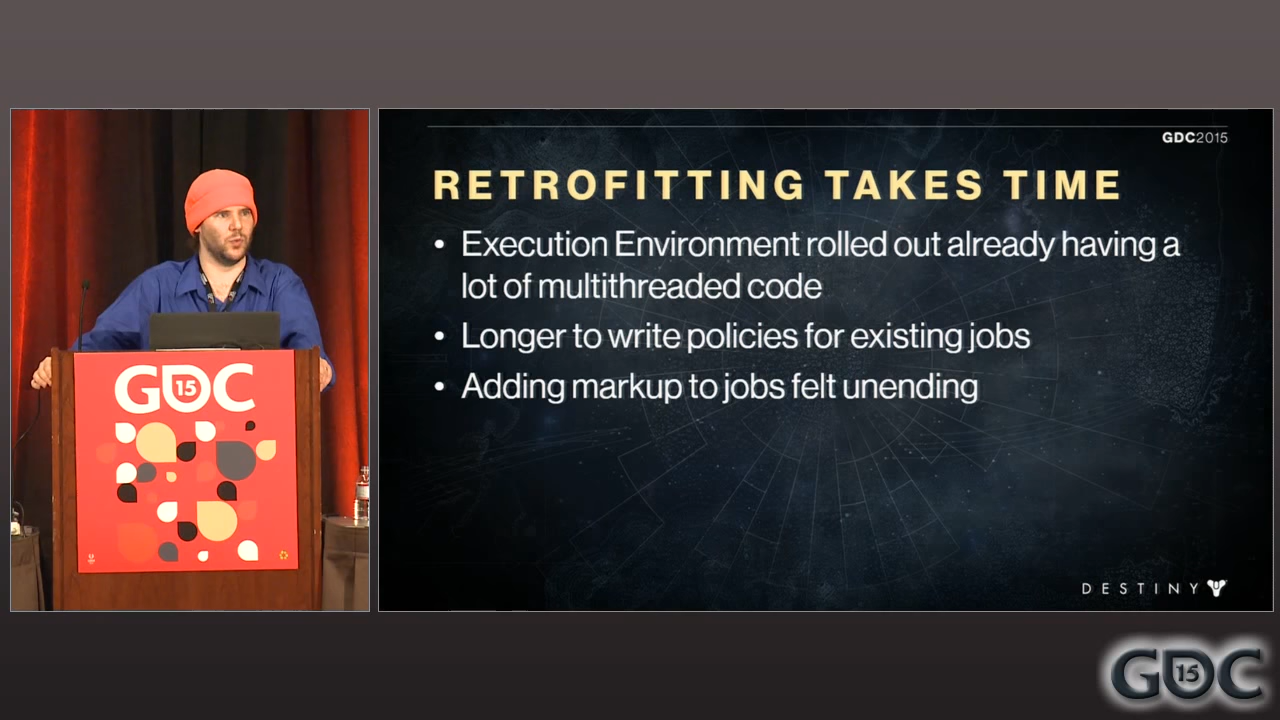 GDC2015
RETROFITTING TAKES TIME
• Execution Environment rolled out already having a
lot of multithreaded code
• Longer to write policies for existing jobs
• Adding markup to jobs felt unending
DESTINY
GDC
15
GDC
15